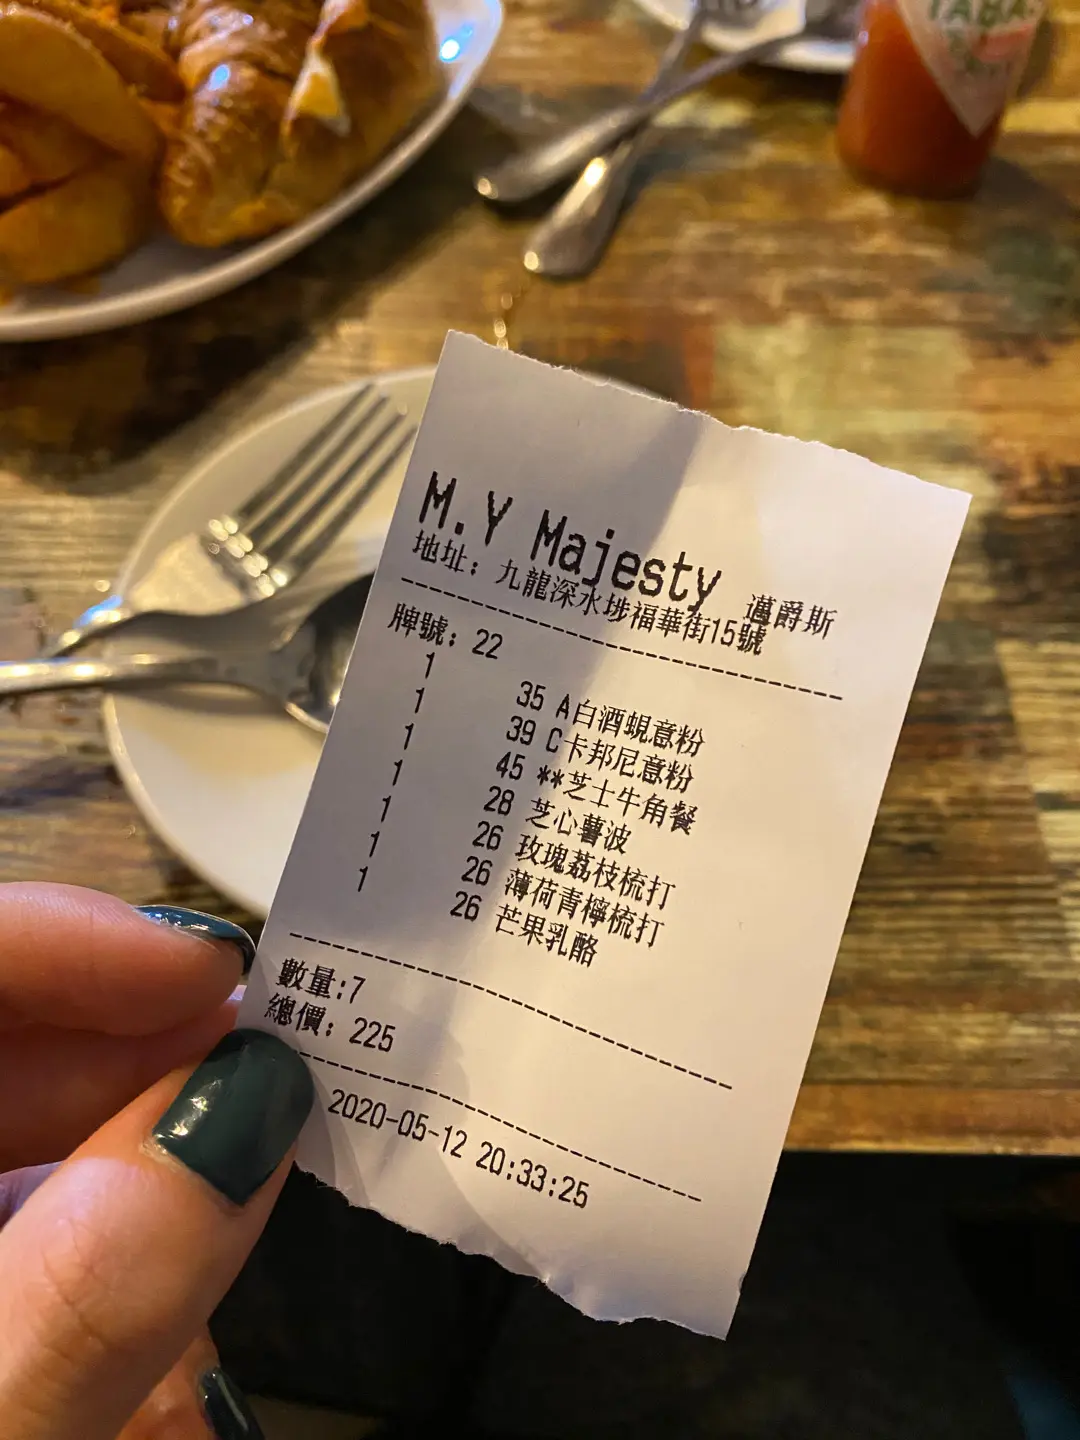 TABA
M.Y Majesty 邁爵斯
地址: 九龍深水埗福華街15號
牌號: 22
1 35 A白酒蜆意粉
1 39 C卡邦尼意粉
1 45 **芝士牛角餐
1 28 芝心薯波
1 26 玫瑰荔枝梳打
1 26 薄荷青檸梳打
1 26 芒果乳酪
數量:7
總價: 225
2020-05-12 20:33:25